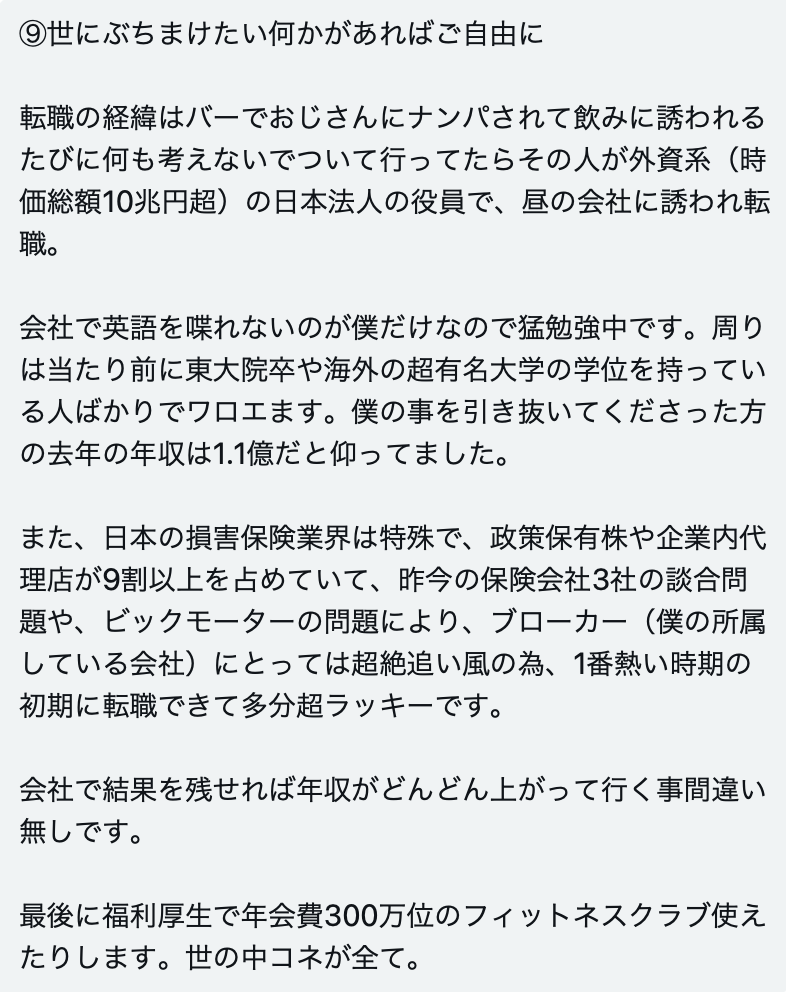 ⑨世にぶちまけたい何かがあればご自由に
転職の経緯はバーでおじさんにナンパされて飲みに誘われる
たびに何も考えないでついて行ってたらその人が外資系（時
価総額10兆円超）の日本法人の役員で、昼の会社に誘われ転
職。
会社で英語を喋れないのが僕だけなので猛勉強中です。周り
は当たり前に東大院卒や海外の超有名大学の学位を持ってい
る人ばかりでワロエます。僕の事を引き抜いてくださった方
の去年の年収は1.1億だと仰ってました。
また、日本の損害保険業界は特殊で、政策保有株や企業内代
理店が9割以上を占めていて、昨今の保険会社3社の談合問
題や、ビックモーターの問題により、ブローカー（僕の所属
している会社）にとっては超絶追い風の為、1番熱い時期の
初期に転職できて多分超ラッキーです。
会社で結果を残せれば年収がどんどん上がって行く事間違い
無しです。
最後に福利厚生で年会費300万位のフィットネスクラブ使え
たりします。世の中コネが全て。